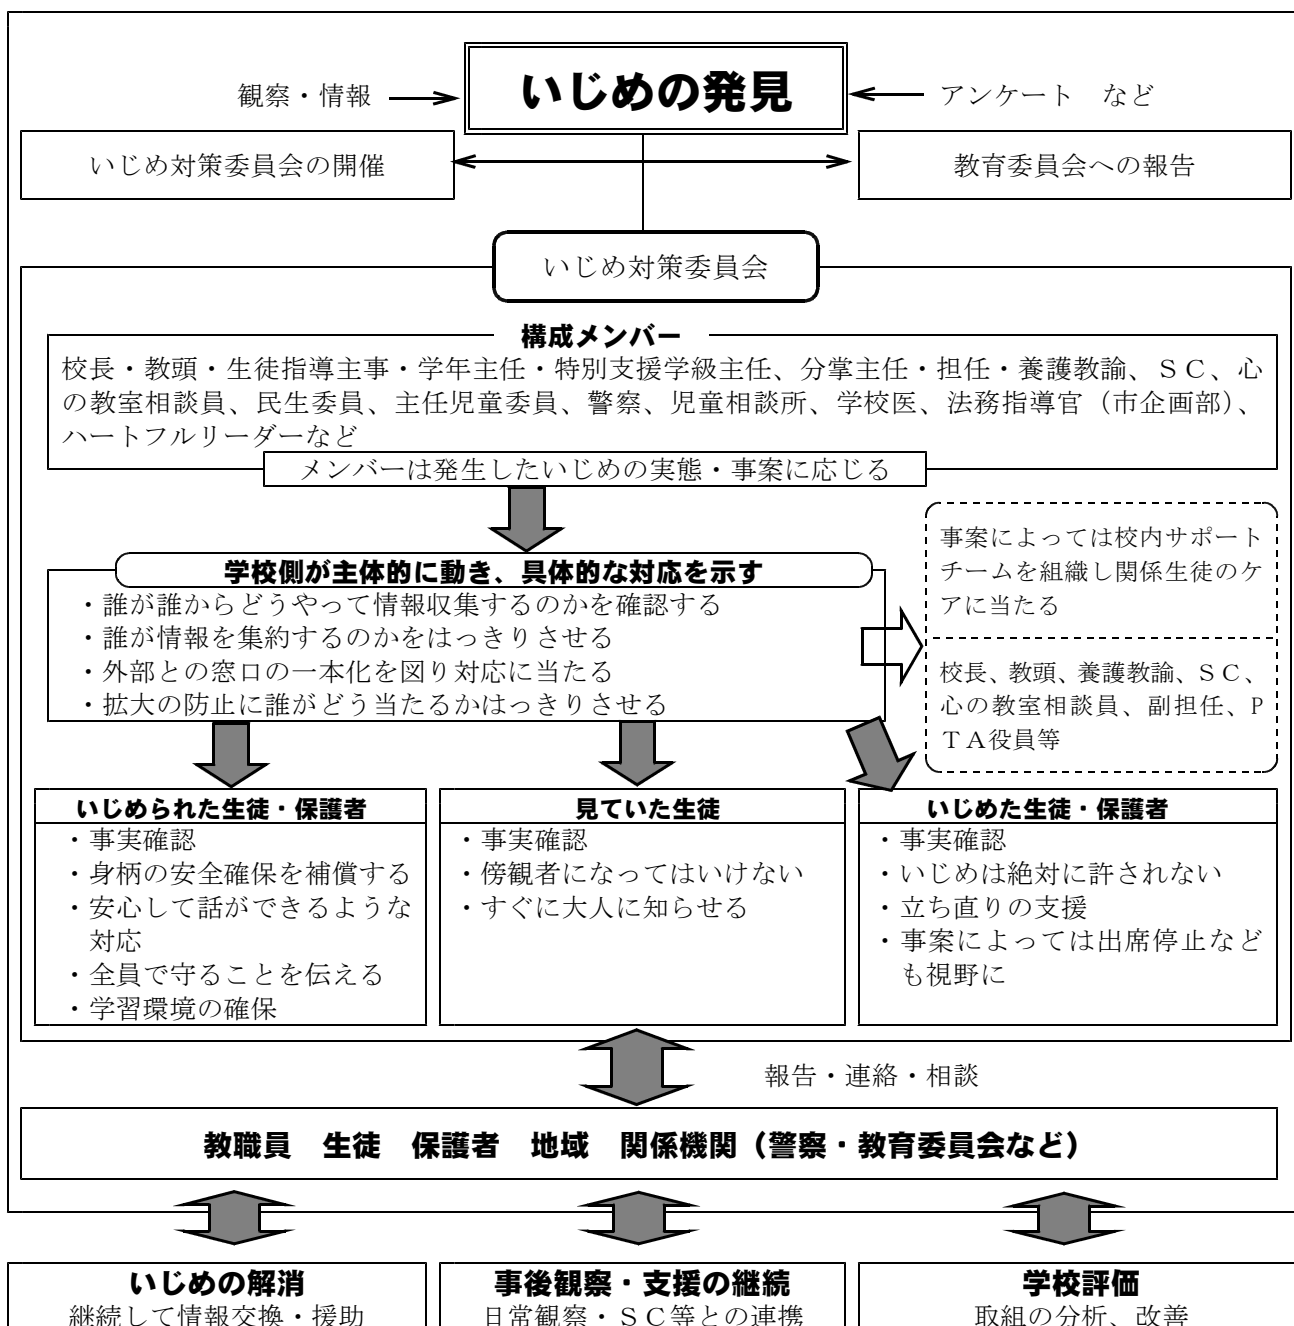 いじめの発見
観察・情報
アンケート　など
いじめ対策委員会の開催
教育委員会への報告
いじめ対策委員会
構成メンバー
校長・教頭・生徒指導主事・学年主任・特別支援学級主任、分掌主任・担任・養護教諭、ＳＣ、心
の教室相談員、民生委員、主任児童委員、警察、児童相談所、学校医、法務指導官（市企画部）、
ハートフルリーダーなど
メンバーは発生したいじめの実態・事案に応じる
学校側が主体的に動き、具体的な対応を示す
・誰が誰からどうやって情報収集するのかを確認する
・誰が情報を集約するのかをはっきりさせる
・外部との窓口の一本化を図り対応に当たる
・拡大の防止に誰がどう当たるかはっきりさせる
事案によっては校内サポート
チームを組織し関係生徒のケ
アに当たる
校長、教頭、養護教諭、ＳＣ、
心の教室相談員、副担任、Ｐ
ＴＡ役員等
いじめられた生徒・保護者
・事実確認
・身柄の安全確保を補償する
・安心して話ができるような
対応
・全員で守ることを伝える
・学習環境の確保
見ていた生徒
・事実確認
・傍観者になってはいけない
・すぐに大人に知らせる
いじめた生徒・保護者
・事実確認
・いじめは絶対に許されない
・立ち直りの支援
・事案によっては出席停止など
も視野に
報告・連絡・相談
教職員　生徒　保護者　地域　関係機関（警察・教育委員会など）
いじめの解消
継続して情報交換・援助
事後観察・支援の継続
日常観察・ＳＣ等との連携
学校評価
取組の分析、改善